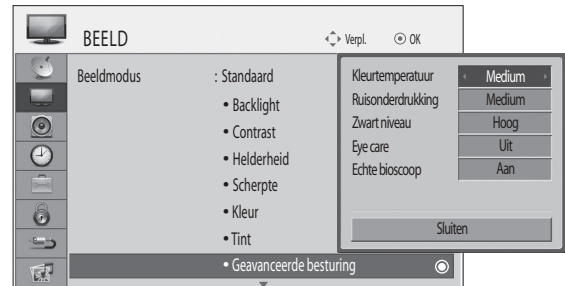 BEELD
Verpl. OK
Beeldmodus : Standaard
• Backlight
• Contrast
• Helderheid
• Scherpte
• Kleur
• Tint
• Geavanceerde besturing
Kleurtemperatuur Medium
Ruisonderdrukking Medium
Zwart niveau Hoog
Eye care Uit
Echte bioscoop Aan
Sluiten